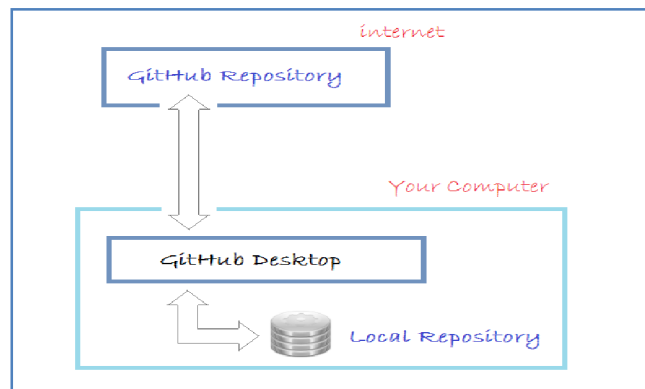 internet
GitHub Repository
Your Computer
GitHub Desktop
Local Repository